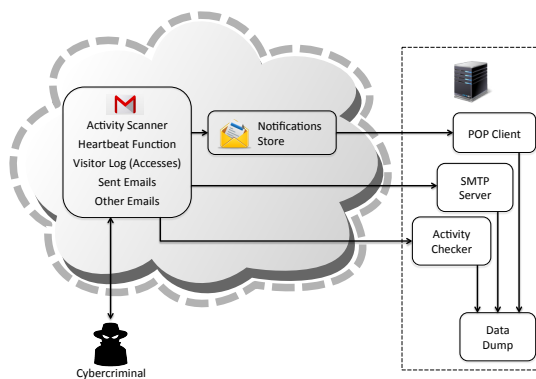 Activity Scanner
Heartbeat Function
Visitor Log (Accesses)
Sent Emails
Other Emails
Notifications
Store
POP Client
SMTP
Server
Activity
Checker
Data
Dump
Cybercriminal